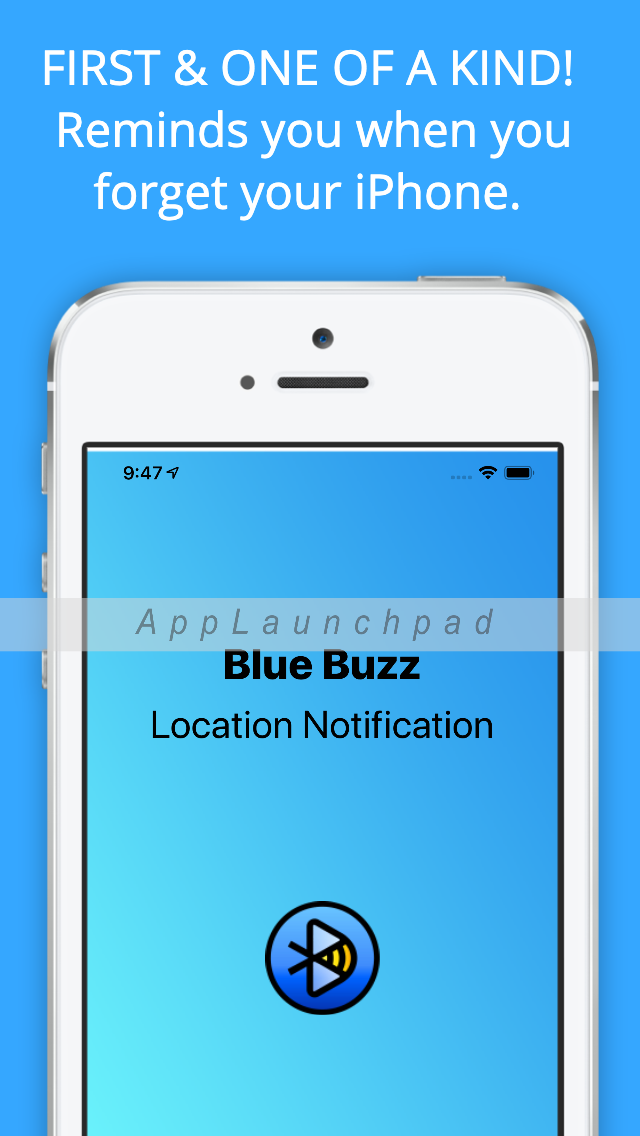 FIRST & ONE OF A KIND!
Reminds you when you
forget your iPhone.
9:47
AppLaunchpad
Blue Buzz
Location Notification